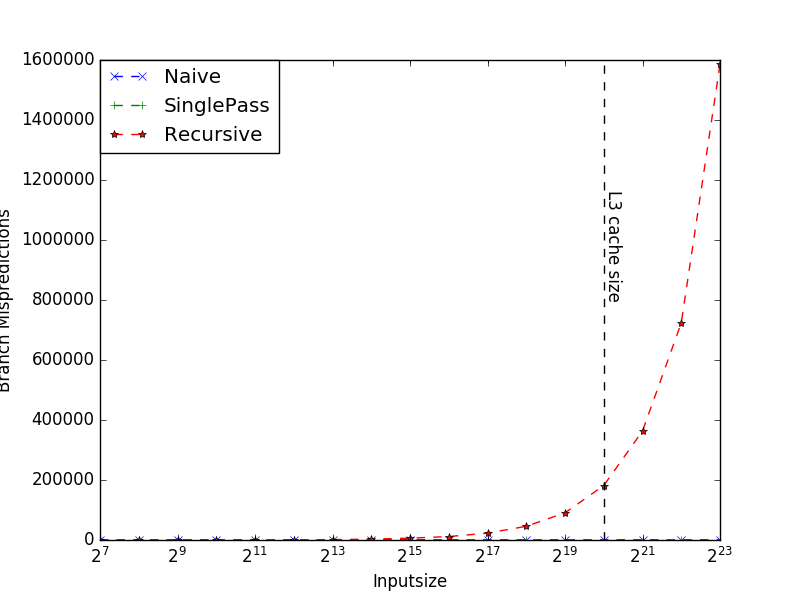 1600000
1400000
1200000
1000000
800000
600000
400000
200000
0
Branch Mispredictions
Naive
SinglePass
Recursive
L3 cache size
2^7 2^9 2^11 2^13 2^15 2^17 2^19 2^21 2^23
Inputsize